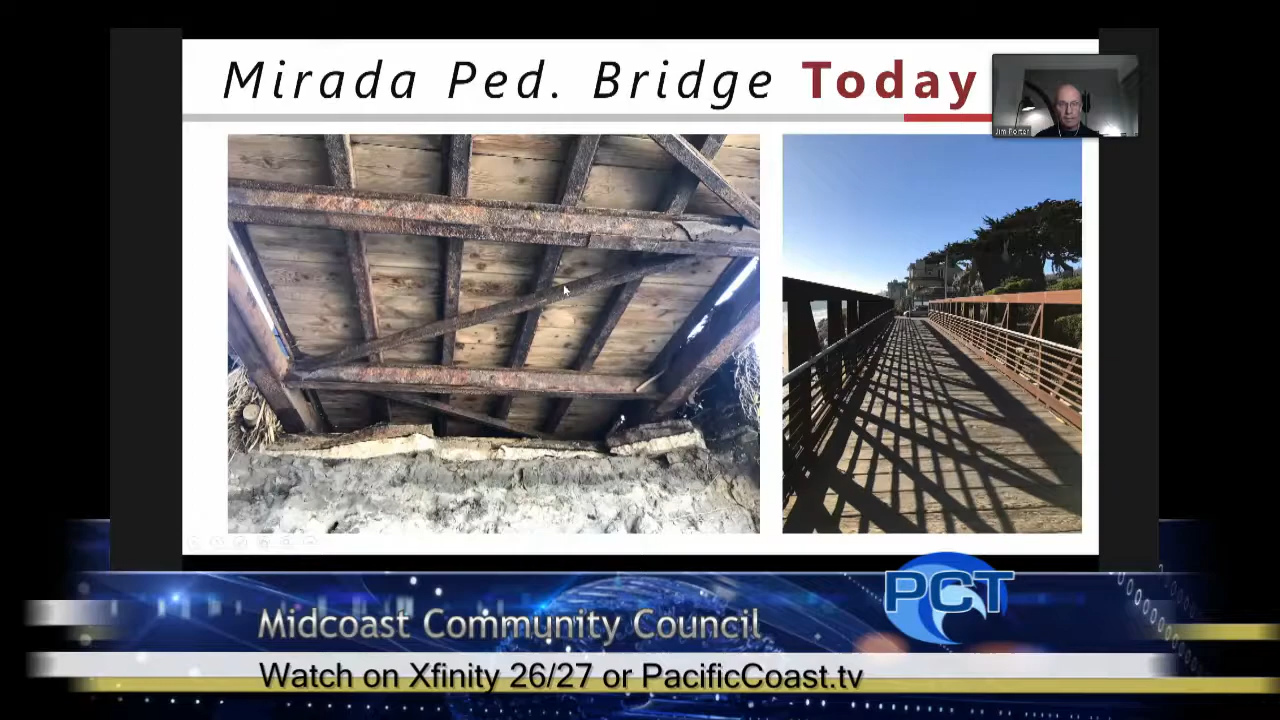 Mirada Ped. Bridge Today
Jim Porter
PCT
Midcoast Community Council
Watch on Xfinity 26/27 or PacificCoast.tv